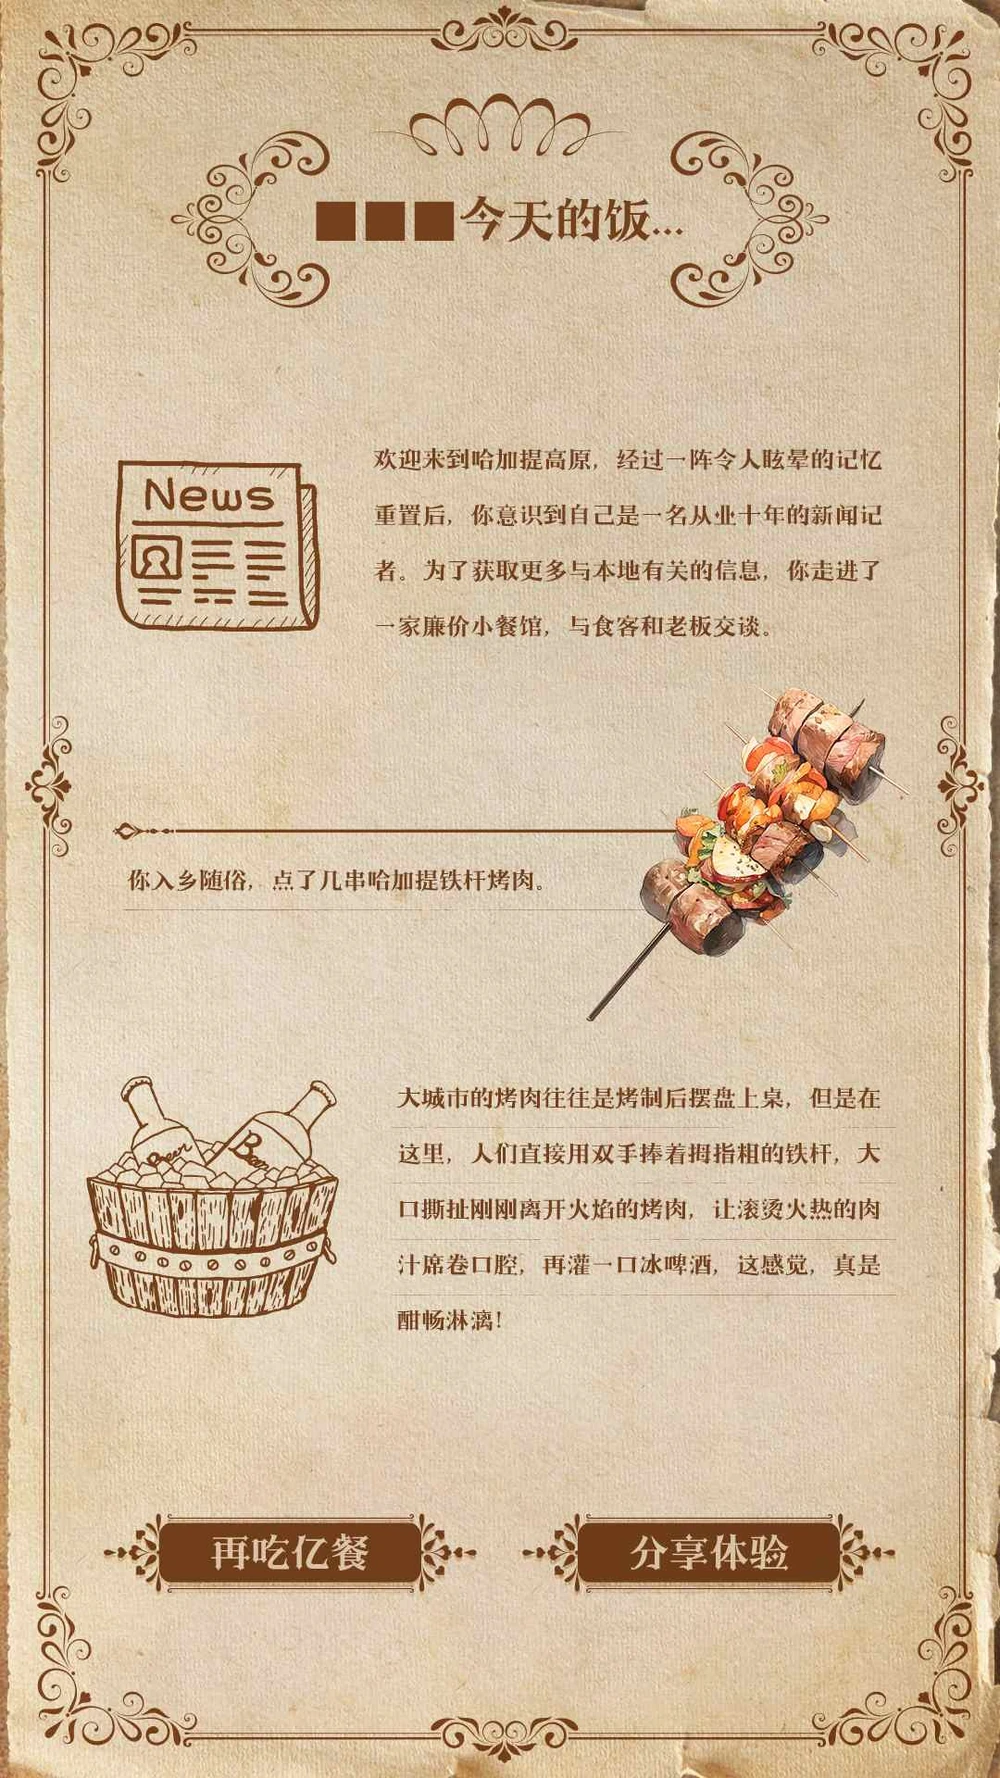 ■■■今天的饭...
News
欢迎来到哈加提高原，经过一阵令人眩晕的记忆
重置后，你意识到自己是一名从业十年的新闻记
者。为了获取更多与本地有关的信息，你走进了
一家廉价小餐馆，与食客和老板交谈。
你入乡随俗，点了几串哈加提铁杆烤肉。
Beer
Beer
大城市的烤肉往往是烤制后摆盘上桌，但是在
这里，人们直接用双手捧着拇指粗的铁杆，大
口撕扯刚刚离开火焰的烤肉，让滚烫火热的肉
汁席卷口腔，再灌一口冰啤酒，这感觉，真是
酣畅淋漓！
再吃亿餐
分享体验